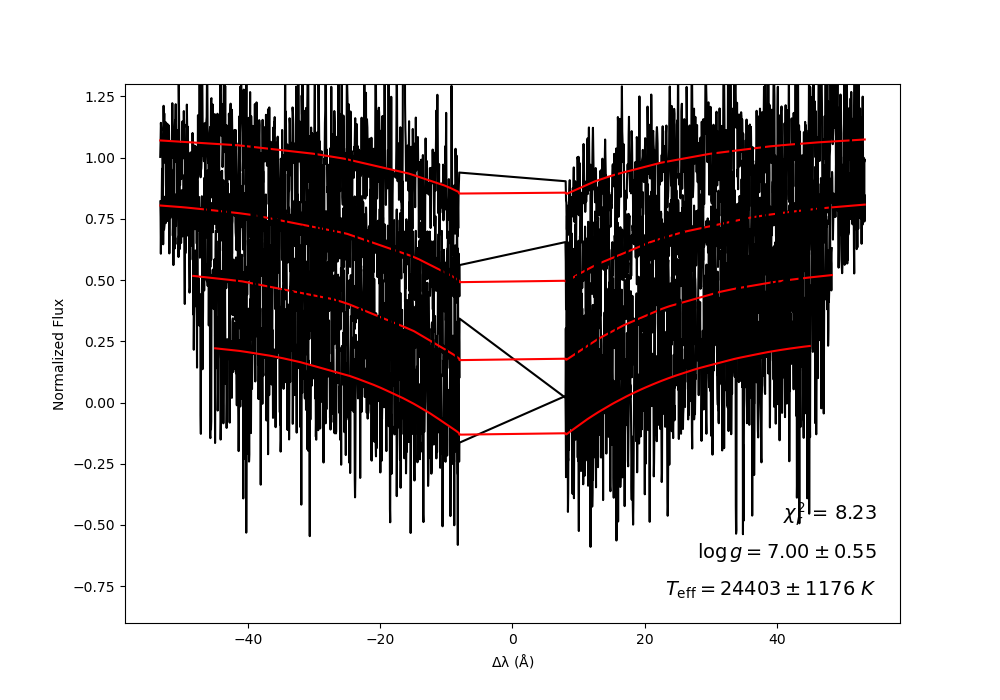 1.25
1.00
0.75
0.50
0.25
0.00
−0.25
−0.50
−0.75
Normalized Flux
χ²ᵣ = 8.23
log g = 7.00 ± 0.55
T_eff = 24403 ± 1176 K
−40 −20 0 20 40
Δλ (Å)